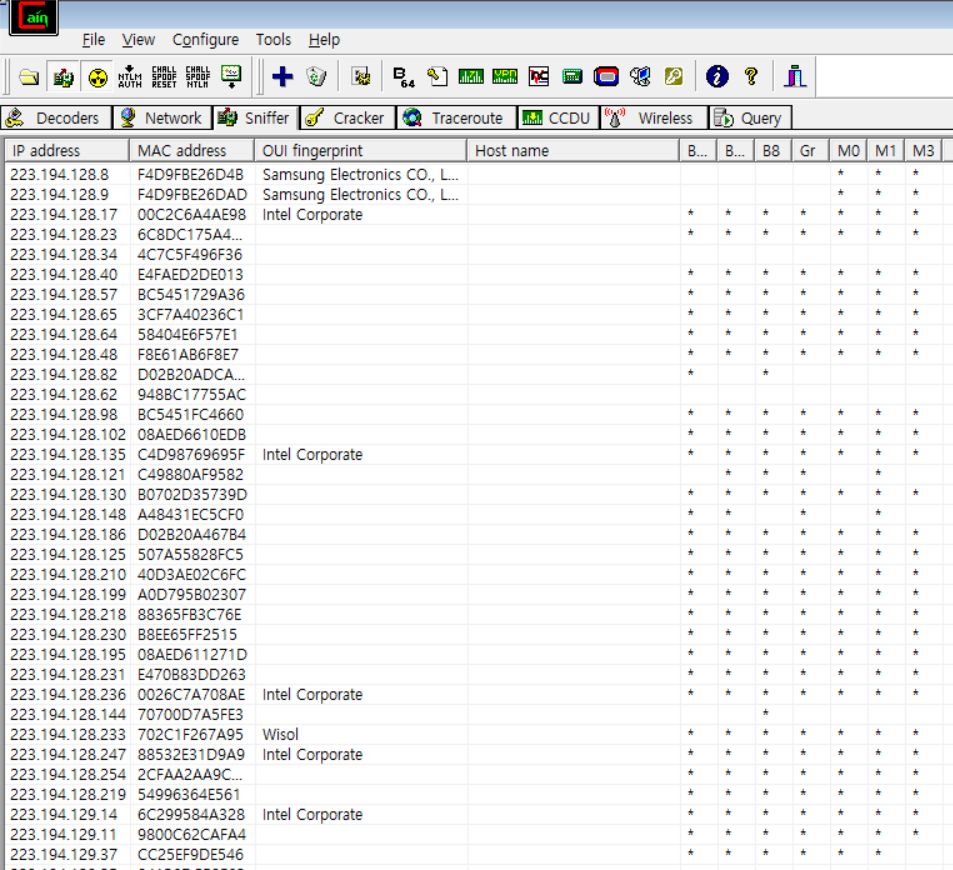 Cain
File View Configure Tools Help
NTLM AUTH CHALL SPOOF RESET CHALL SPOOF NTLM B 64
Decoders Network Sniffer Cracker Traceroute CCDU Wireless Query
IP address MAC address OUI fingerprint Host name B... B... B8 Gr M0 M1 M3
223.194.128.8 F4D9FBE26D4B Samsung Electronics CO., L... * * *
223.194.128.9 F4D9FBE26DAD Samsung Electronics CO., L... * * *
223.194.128.17 00C2C6A4AE98 Intel Corporate * * * * * * *
223.194.128.23 6C8DC175A4... * * * * * * *
223.194.128.34 4C7C5F496F36
223.194.128.40 E4FAED2DE013 * * * * * * *
223.194.128.57 BC5451729A36 * * * * * * *
223.194.128.65 3CF7A40236C1 * * * * * * *
223.194.128.64 58404E6F57E1 * * * * * * *
223.194.128.48 F8E61AB6F8E7 * * * * * * *
223.194.128.82 D02B20ADCA... * *
223.194.128.62 948BC17755AC
223.194.128.98 BC5451FC4660 * * * * * * *
223.194.128.102 08AED6610EDB * * * * * * *
223.194.128.135 C4D98769695F Intel Corporate * * * * * * *
223.194.128.121 C49880AF9582 * * * *
223.194.128.130 B0702D35739D * * * * * * *
223.194.128.148 A48431EC5CF0 * * * *
223.194.128.186 D02B20A467B4 * * * * * * *
223.194.128.125 507A55828FC5 * * * * * * *
223.194.128.210 40D3AE02C6FC * * * * * * *
223.194.128.199 A0D795B02307 * * * * * * *
223.194.128.218 88365FB3C76E * * * * * * *
223.194.128.230 B8EE65FF2515 * * * * * * *
223.194.128.195 08AED611271D * * * * * * *
223.194.128.231 E470B83DD263 * * * * * * *
223.194.128.236 0026C7A708AE Intel Corporate * * * * * * *
223.194.128.144 70700D7A5FE3 *
223.194.128.233 702C1F267A95 Wisol * * * * * * *
223.194.128.247 88532E31D9A9 Intel Corporate * * * * * * *
223.194.128.254 2CFAA2AA9C... * * * * * * *
223.194.128.219 54996364E561 * * * * * * *
223.194.129.14 6C299584A328 Intel Corporate * * * * * * *
223.194.129.11 9800C62CAFA4 * * * * * * *
223.194.129.37 CC25EF9DE546 * * * * * *